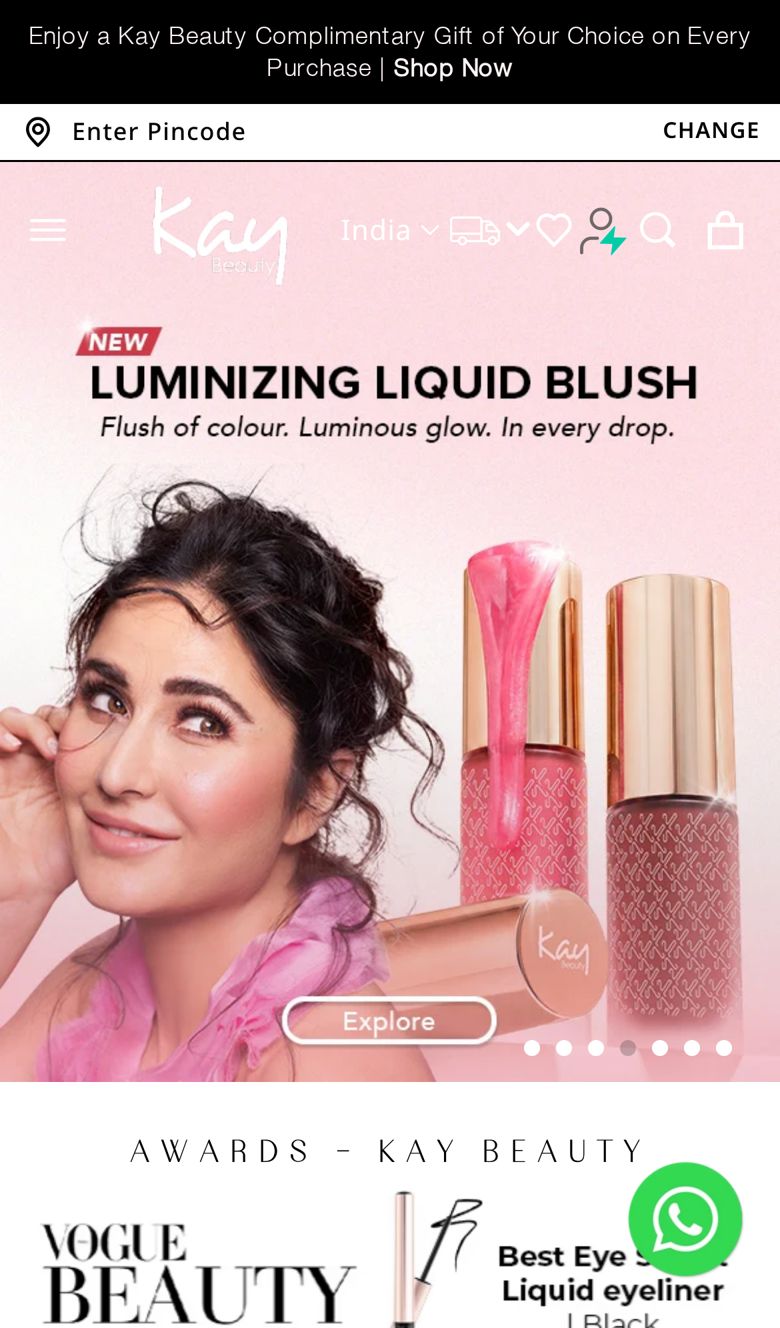 Enjoy a Kay Beauty Complimentary Gift of Your Choice on Every
Purchase | Shop Now
Enter Pincode
CHANGE
Kay
Beauty
India
NEW
LUMINIZING LIQUID BLUSH
Flush of colour. Luminous glow. In every drop.
Kay
Beauty
Explore
AWARDS – KAY BEAUTY
VOGUE
BEAUTY
Best Eye
Liquid eyeliner
| Black